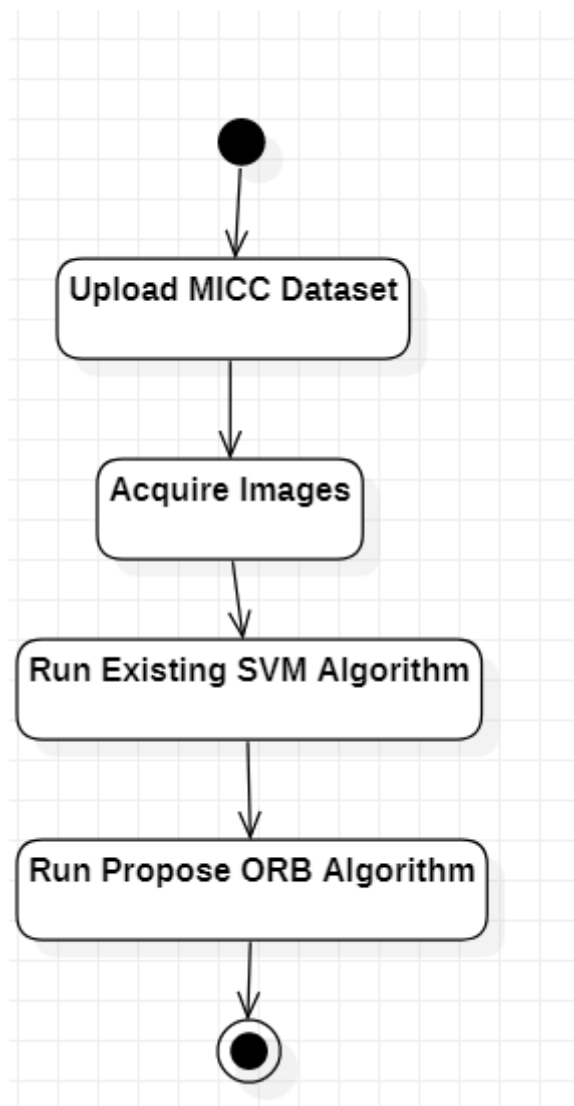 Upload MICC Dataset
Acquire Images
Run Existing SVM Algorithm
Run Propose ORB Algorithm